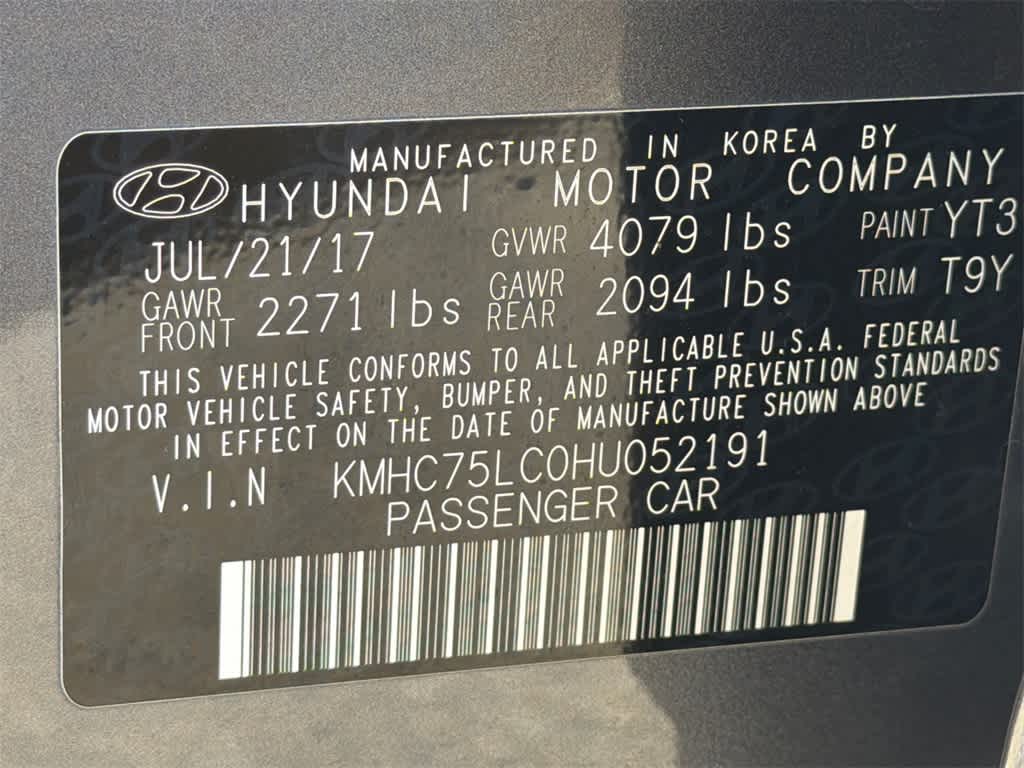 MANUFACTURED IN KOREA BY
HYUNDAI MOTOR COMPANY
JUL/21/17 GVWR 4079 lbs PAINT YT3
GAWR FRONT 2271 lbs GAWR REAR 2094 lbs TRIM T9Y
THIS VEHICLE CONFORMS TO ALL APPLICABLE U.S.A. FEDERAL
MOTOR VEHICLE SAFETY, BUMPER, AND THEFT PREVENTION STANDARDS
IN EFFECT ON THE DATE OF MANUFACTURE SHOWN ABOVE
V.I.N KMHC75LC0HU052191
PASSENGER CAR